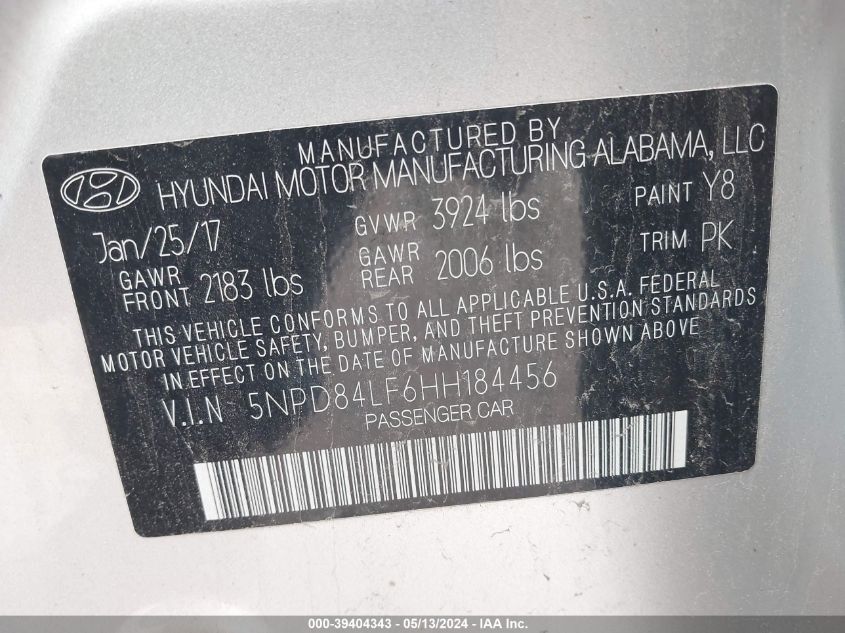 MANUFACTURED BY
HYUNDAI MOTOR MANUFACTURING ALABAMA, LLC
Jan/25/17 GVWR 3924 lbs PAINT Y8
GAWR FRONT 2183 lbs GAWR REAR 2006 lbs TRIM PK
THIS VEHICLE CONFORMS TO ALL APPLICABLE U.S.A. FEDERAL
MOTOR VEHICLE SAFETY, BUMPER, AND THEFT PREVENTION STANDARDS
IN EFFECT ON THE DATE OF MANUFACTURE SHOWN ABOVE
V.I.N 5NPD84LF6HH184456
PASSENGER CAR
000-39404343 - 05/13/2024 - IAA Inc.